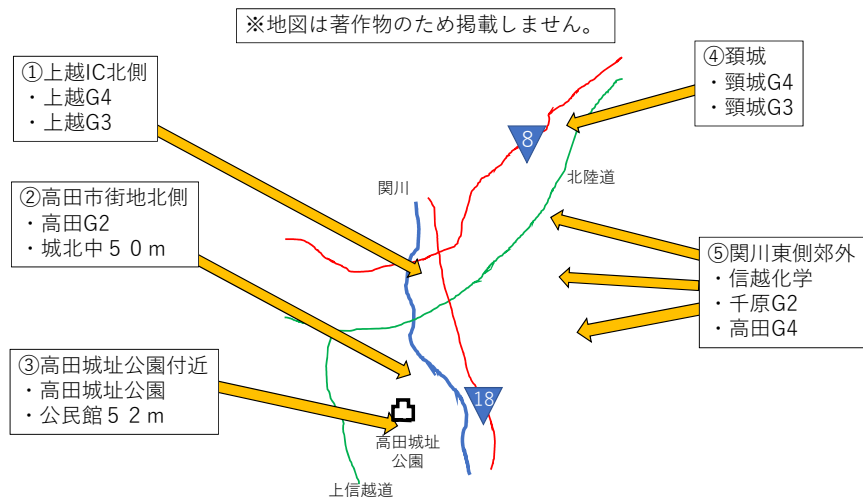 ※地図は著作物のため掲載しません。
①上越IC北側
・上越G4
・上越G3
④頚城
・頸城G4
・頸城G3
8
北陸道
関川
②高田市街地北側
・高田G2
・城北中５０ｍ
⑤関川東側郊外
・信越化学
・千原G2
・高田G4
③高田城址公園付近
・高田城址公園
・公民館５２ｍ
18
高田城址
公園
上信越道